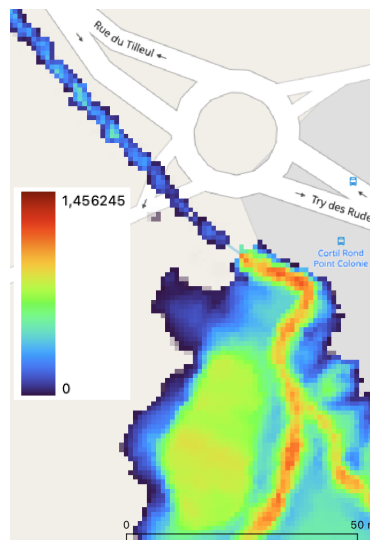 Rue du Tilleul
1,456245
Try des Rude
Cortil Rond
Point Colonie
0
0
50 m